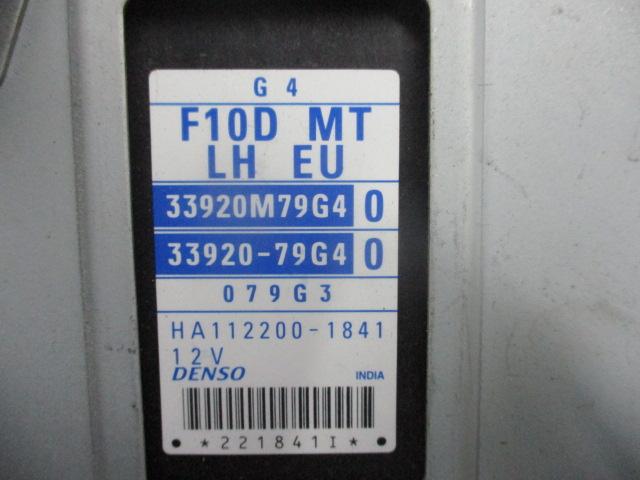 G 4
F10D MT
LH EU
33920M79G4 0
33920-79G4 0
079G3
HA112200-1841
12V
DENSO INDIA
*221841I*